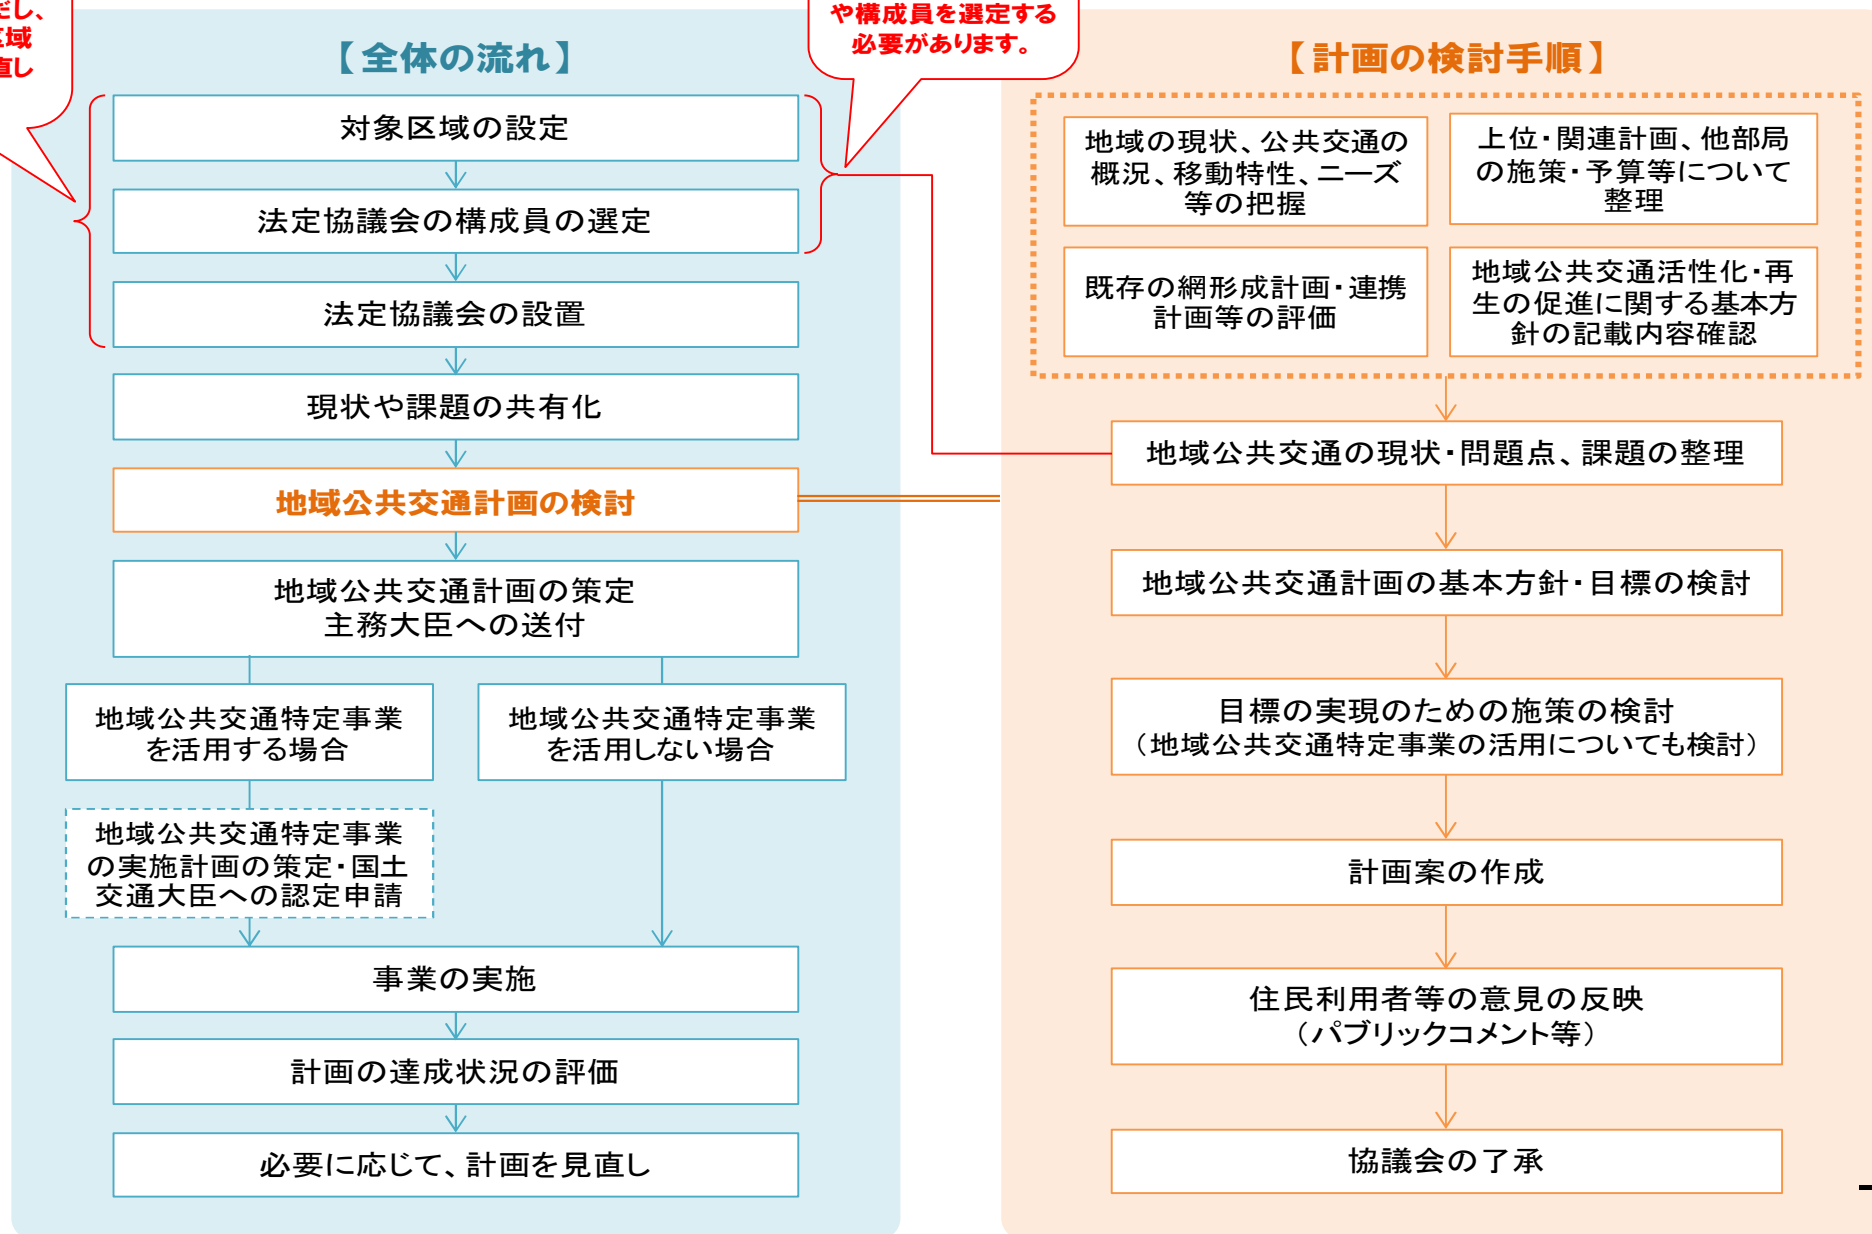 だし、
区域
直し
や構成員を選定する
必要があります。
【全体の流れ】
対象区域の設定
法定協議会の構成員の選定
法定協議会の設置
現状や課題の共有化
地域公共交通計画の検討
地域公共交通計画の策定
主務大臣への送付
地域公共交通特定事業
を活用する場合
地域公共交通特定事業
を活用しない場合
地域公共交通特定事業
の実施計画の策定・国土
交通大臣への認定申請
事業の実施
計画の達成状況の評価
必要に応じて、計画を見直し
【計画の検討手順】
地域の現状、公共交通の
概況、移動特性、ニーズ
等の把握
上位・関連計画、他部局
の施策・予算等について
整理
既存の網形成計画・連携
計画等の評価
地域公共交通活性化・再
生の促進に関する基本方
針の記載内容確認
地域公共交通の現状・問題点、課題の整理
地域公共交通計画の基本方針・目標の検討
目標の実現のための施策の検討
（地域公共交通特定事業の活用についても検討）
計画案の作成
住民利用者等の意見の反映
（パブリックコメント等）
協議会の了承